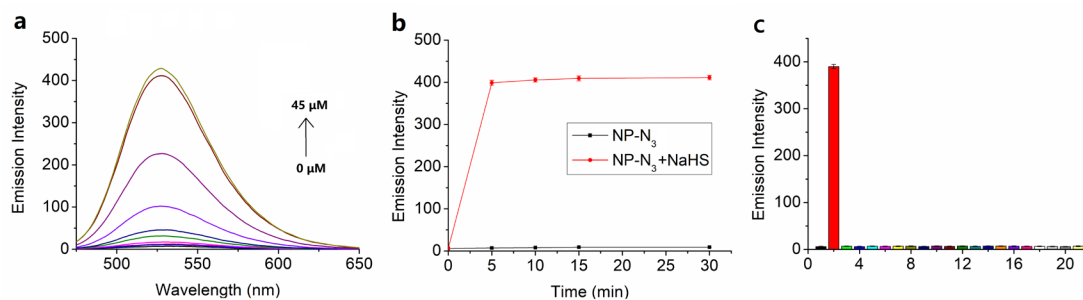 a
500
400
300
200
100
0
Emission Intensity
45 μM
0 μM
500
550
600
650
Wavelength (nm)
b
500
400
300
200
100
0
Emission Intensity
NP-N3
NP-N3+NaHS
0
5
10
15
20
25
30
Time (min)
c
400
300
200
100
0
Emission Intensity
0
4
8
12
16
20